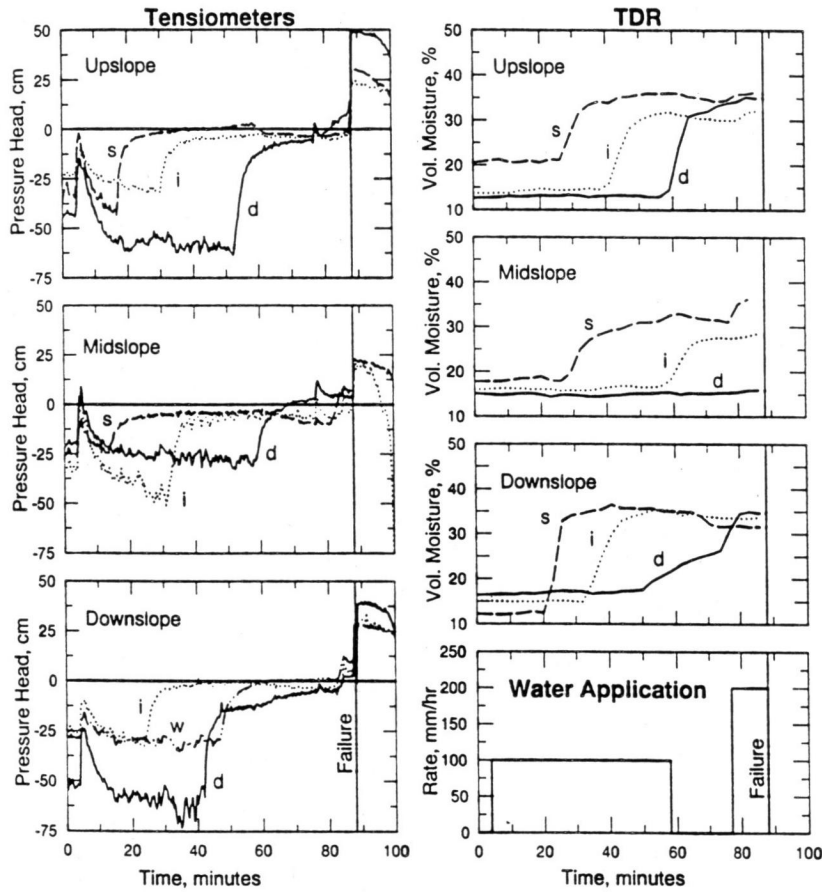 Tensiometers
Pressure Head, cm
50
25
0
-25
-50
-75
Upslope
s
i
d
Pressure Head, cm
50
25
0
-25
-50
-75
Midslope
s
i
d
Pressure Head, cm
50
25
0
-25
-50
-75
Downslope
i
w
d
Failure
0 20 40 60 80 100
Time, minutes
TDR
Vol. Moisture, %
50
40
30
20
10
Upslope
s
i
d
Vol. Moisture, %
50
40
30
20
10
Midslope
s
i
d
Vol. Moisture, %
50
40
30
20
10
Downslope
s
i
d
Rate, mm/hr
250
200
150
100
50
0
Water Application
Failure
0 20 40 60 80 100
Time, minutes